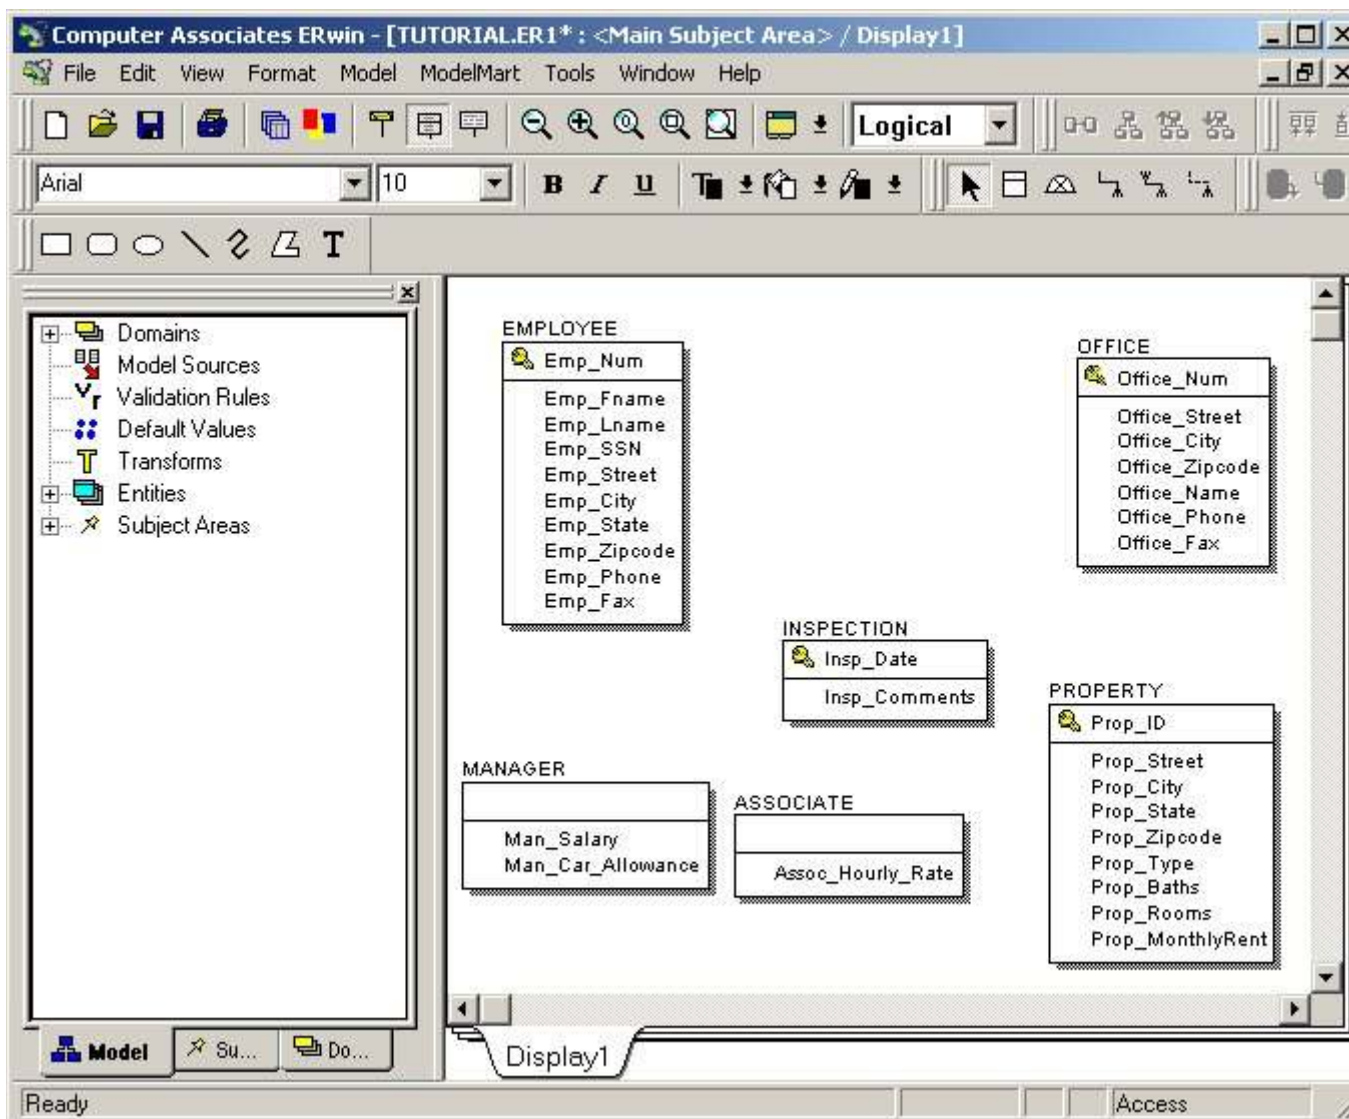 Computer Associates ERwin - [TUTORIAL.ER1* : <Main Subject Area> / Display1]
File Edit View Format Model ModelMart Tools Window Help
Logical
Arial 10 B I U T
T
Domains
Model Sources
Validation Rules
Default Values
Transforms
Entities
Subject Areas
EMPLOYEE
Emp_Num
Emp_Fname
Emp_Lname
Emp_SSN
Emp_Street
Emp_City
Emp_State
Emp_Zipcode
Emp_Phone
Emp_Fax
OFFICE
Office_Num
Office_Street
Office_City
Office_Zipcode
Office_Name
Office_Phone
Office_Fax
INSPECTION
Insp_Date
Insp_Comments
PROPERTY
Prop_ID
Prop_Street
Prop_City
Prop_State
Prop_Zipcode
Prop_Type
Prop_Baths
Prop_Rooms
Prop_MonthlyRent
MANAGER
Man_Salary
Man_Car_Allowance
ASSOCIATE
Assoc_Hourly_Rate
Model Su... Do...
Display1
Ready Access